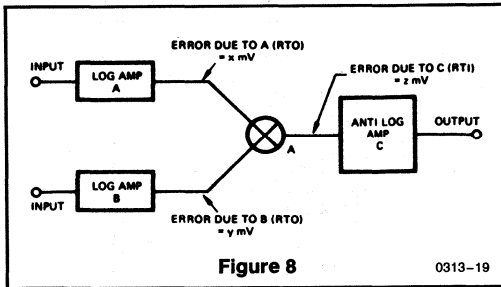 INPUT
LOG AMP
A
ERROR DUE TO A (RTO)
= x mV
ERROR DUE TO C (RTI)
= z mV
A
ANTI LOG
AMP
C
OUTPUT
INPUT
LOG AMP
B
ERROR DUE TO B (RTO)
= y mV
Figure 8
0313–19